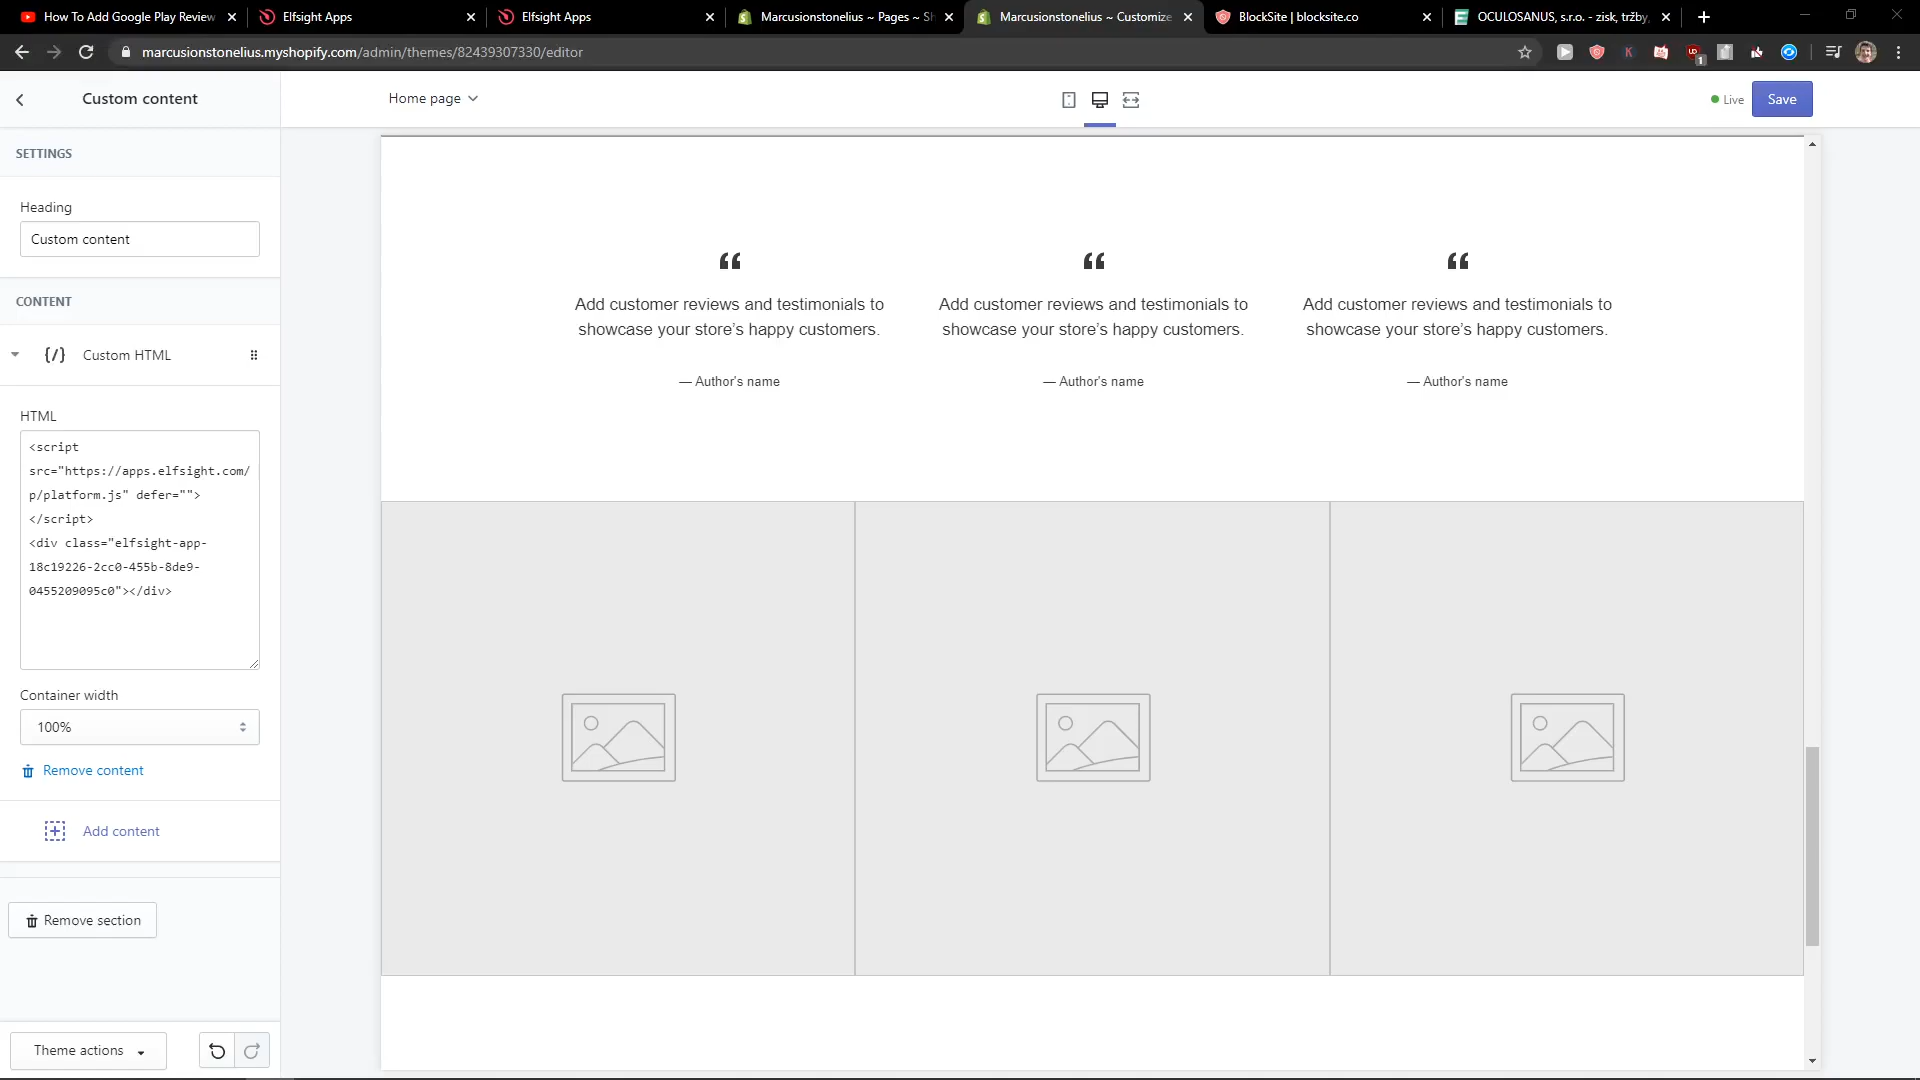 How To Add Google Play Review
Elfsight Apps
Elfsight Apps
Marcusionstonelius ~ Pages ~ Sh
Marcusionstonelius ~ Customize
BlockSite | blocksite.co
OCULOSANUS, s.r.o. - zisk, tržby,
marcusionstonelius.myshopify.com/admin/themes/82439307330/editor
1
Custom content
Home page
Live
Save
SETTINGS
Heading
Custom content
CONTENT
{/} Custom HTML
HTML
<script
src="https://apps.elfsight.com/
p/platform.js" defer="">
</script>
<div class="elfsight-app-
18c19226-2cc0-455b-8de9-
0455209095c0"></div>
Container width
100%
Remove content
Add content
Remove section
Theme actions
“ “ “
Add customer reviews and testimonials to
showcase your store’s happy customers.
— Author’s name
Add customer reviews and testimonials to
showcase your store’s happy customers.
— Author’s name
Add customer reviews and testimonials to
showcase your store’s happy customers.
— Author’s name